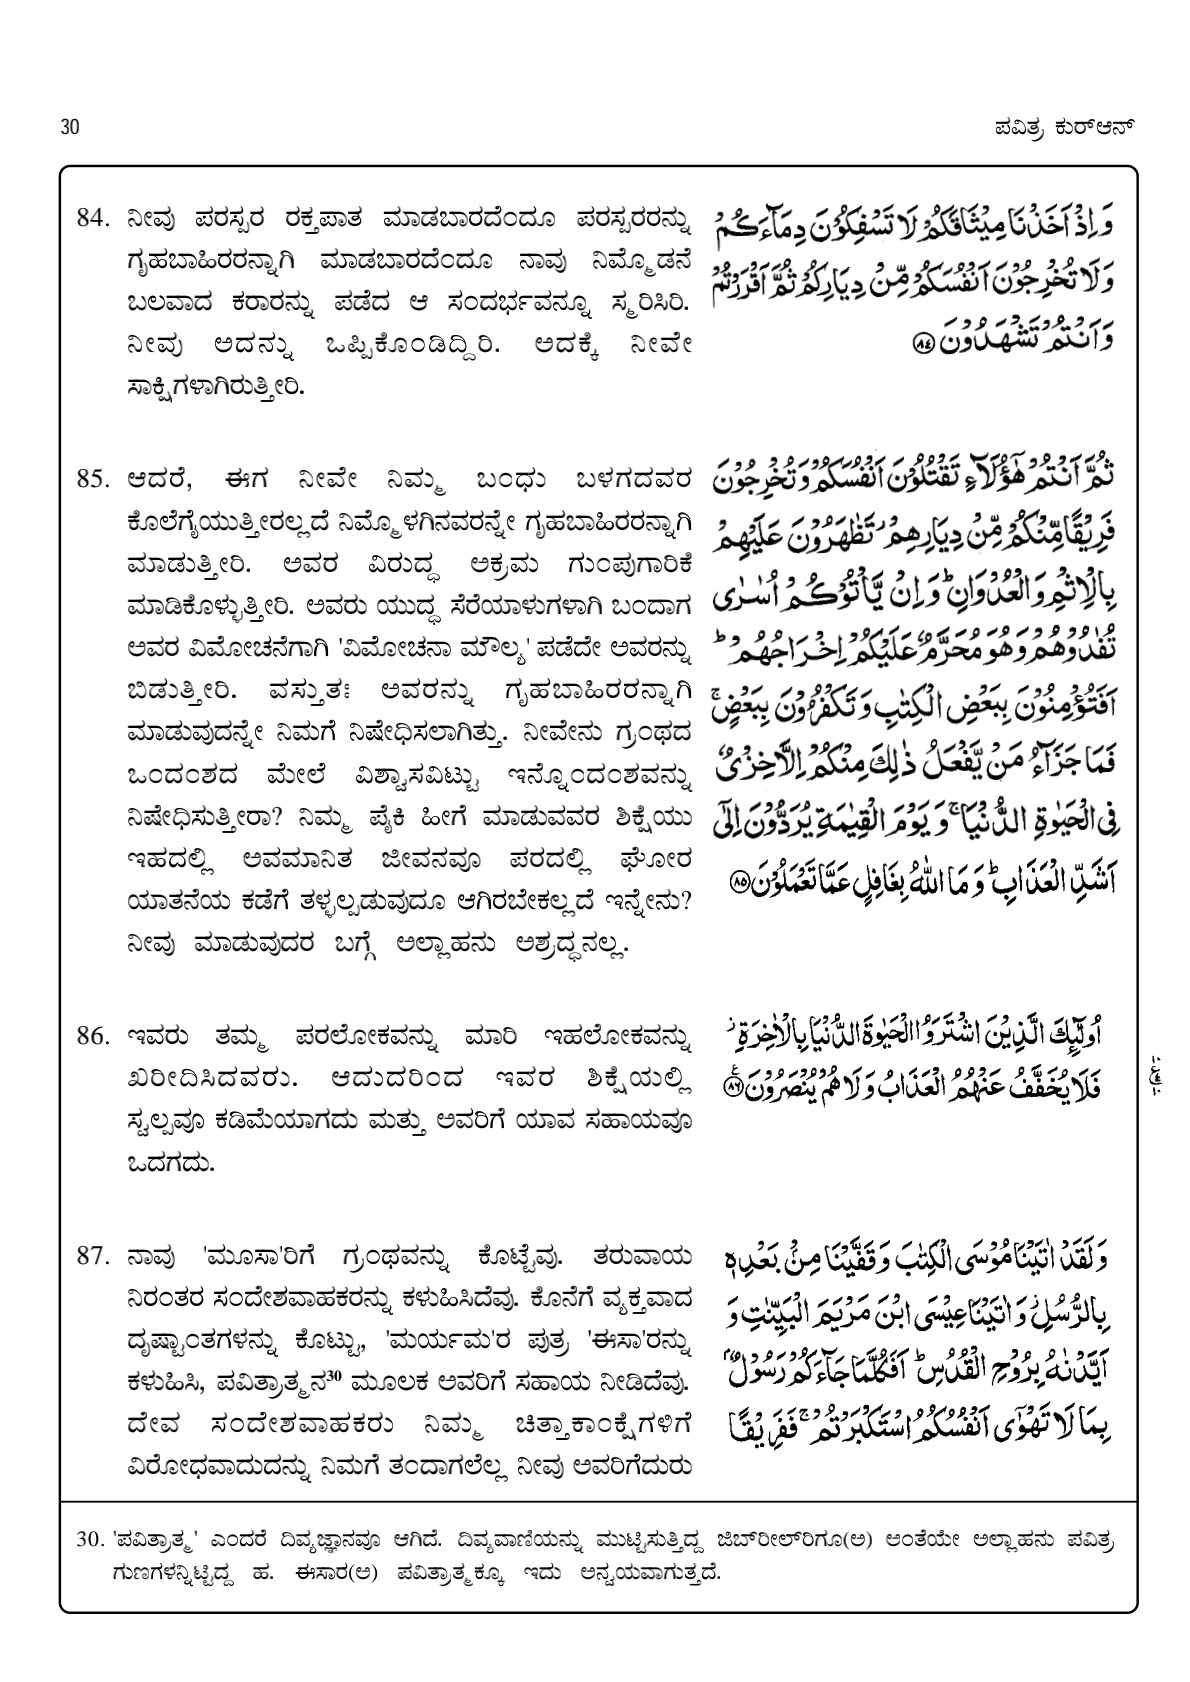 30
ಪವಿತ್ರ ಕುರ್‌ಆನ್
84. ನೀವು ಪರಸ್ಪರ ರಕ್ತಪಾತ ಮಾಡಬಾರದೆಂದೂ ಪರಸ್ಪರರನ್ನು
ಗೃಹಬಾಹಿರರನ್ನಾಗಿ ಮಾಡಬಾರದೆಂದೂ ನಾವು ನಿಮ್ಮೊಡನೆ
ಬಲವಾದ ಕರಾರನ್ನು ಪಡೆದ ಆ ಸಂದರ್ಭವನ್ನೂ ಸ್ಮರಿಸಿರಿ.
ನೀವು ಅದನ್ನು ಒಪ್ಪಿಕೊಂಡಿದ್ದಿರಿ. ಅದಕ್ಕೆ ನೀವೇ
ಸಾಕ್ಷಿಗಳಾಗಿರುತ್ತೀರಿ.
وَاِذْ اَخَذْنَا مِيْثَاقَكُمْ لَا تَسْفِكُوْنَ دِمَآءَكُمْ
وَلَا تُخْرِجُوْنَ اَنْفُسَكُمْ مِّنْ دِيَارِكُمْ ثُمَّ اَقْرَرْتُمْ
وَاَنْتُمْ تَشْهَدُوْنَ ﴿٨٤﴾
85. ಆದರೆ, ಈಗ ನೀವೇ ನಿಮ್ಮ ಬಂಧು ಬಳಗದವರ
ಕೊಲೆಗೈಯುತ್ತೀರಲ್ಲದೆ ನಿಮ್ಮೊಳಗಿನವರನ್ನೇ ಗೃಹಬಾಹಿರರನ್ನಾಗಿ
ಮಾಡುತ್ತೀರಿ. ಅವರ ವಿರುದ್ಧ ಅಕ್ರಮ ಗುಂಪುಗಾರಿಕೆ
ಮಾಡಿಕೊಳ್ಳುತ್ತೀರಿ. ಅವರು ಯುದ್ಧ ಸೆರೆಯಾಳುಗಳಾಗಿ ಬಂದಾಗ
ಅವರ ವಿಮೋಚನೆಗಾಗಿ 'ವಿಮೋಚನಾ ಮೌಲ್ಯ' ಪಡೆದೇ ಅವರನ್ನು
ಬಿಡುತ್ತೀರಿ. ವಸ್ತುತಃ ಅವರನ್ನು ಗೃಹಬಾಹಿರರನ್ನಾಗಿ
ಮಾಡುವುದನ್ನೇ ನಿಮಗೆ ನಿಷೇಧಿಸಲಾಗಿತ್ತು. ನೀವೇನು ಗ್ರಂಥದ
ಒಂದಂಶದ ಮೇಲೆ ವಿಶ್ವಾಸವಿಟ್ಟು ಇನ್ನೊಂದಂಶವನ್ನು
ನಿಷೇಧಿಸುತ್ತೀರಾ? ನಿಮ್ಮ ಪೈಕಿ ಹೀಗೆ ಮಾಡುವವರ ಶಿಕ್ಷೆಯು
ಇಹದಲ್ಲಿ ಅವಮಾನಿತ ಜೀವನವೂ ಪರದಲ್ಲಿ ಘೋರ
ಯಾತನೆಯ ಕಡೆಗೆ ತಳ್ಳಲ್ಪಡುವುದೂ ಆಗಿರಬೇಕಲ್ಲದೆ ಇನ್ನೇನು?
ನೀವು ಮಾಡುವುದರ ಬಗ್ಗೆ ಅಲ್ಲಾಹನು ಅಶ್ರದ್ಧನಲ್ಲ.
ثُمَّ اَنْتُمْ هٰٓؤُلَآءِ تَقْتُلُوْنَ اَنْفُسَكُمْ وَتُخْرِجُوْنَ
فَرِيْقًا مِّنْكُمْ مِّنْ دِيَارِهِمْ تَظٰهَرُوْنَ عَلَيْهِمْ
بِالْاِثْمِ وَالْعُدْوَانِ ؕ وَاِنْ يَّاْتُوْكُمْ اُسٰرٰى
تُفٰدُوْهُمْ وَهُوَ مُحَرَّمٌ عَلَيْكُمْ اِخْرَاجُهُمْ ؕ
اَفَتُؤْمِنُوْنَ بِبَعْضِ الْكِتٰبِ وَتَكْفُرُوْنَ بِبَعْضٍ ۚ
فَمَا جَزَآءُ مَنْ يَّفْعَلُ ذٰلِكَ مِنْكُمْ اِلَّا خِزْىٌ
فِى الْحَيٰوةِ الدُّنْيَا ۚ وَيَوْمَ الْقِيٰمَةِ يُرَدُّوْنَ اِلٰٓى
اَشَدِّ الْعَذَابِ ؕ وَمَا اللّٰهُ بِغَافِلٍ عَمَّا تَعْمَلُوْنَ ﴿٨٥﴾
86. ಇವರು ತಮ್ಮ ಪರಲೋಕವನ್ನು ಮಾರಿ ಇಹಲೋಕವನ್ನು
ಖರೀದಿಸಿದವರು. ಆದುದರಿಂದ ಇವರ ಶಿಕ್ಷೆಯಲ್ಲಿ
ಸ್ವಲ್ಪವೂ ಕಡಿಮೆಯಾಗದು ಮತ್ತು ಅವರಿಗೆ ಯಾವ ಸಹಾಯವೂ
ಒದಗದು.
اُولٰٓئِكَ الَّذِيْنَ اشْتَرَوُا الْحَيٰوةَ الدُّنْيَا بِالْاٰخِرَةِ ؗ
فَلَا يُخَفَّفُ عَنْهُمُ الْعَذَابُ وَلَا هُمْ يُنْصَرُوْنَ ﴿٨٦﴾
87. ನಾವು 'ಮೂಸಾ'ರಿಗೆ ಗ್ರಂಥವನ್ನು ಕೊಟ್ಟೆವು. ತರುವಾಯ
ನಿರಂತರ ಸಂದೇಶವಾಹಕರನ್ನು ಕಳುಹಿಸಿದೆವು. ಕೊನೆಗೆ ವ್ಯಕ್ತವಾದ
ದೃಷ್ಟಾಂತಗಳನ್ನು ಕೊಟ್ಟು, 'ಮರ್ಯಮ'ರ ಪುತ್ರ 'ಈಸಾ'ರನ್ನು
ಕಳುಹಿಸಿ, ಪವಿತ್ರಾತ್ಮನ30 ಮೂಲಕ ಅವರಿಗೆ ಸಹಾಯ ನೀಡಿದೆವು.
ದೇವ ಸಂದೇಶವಾಹಕರು ನಿಮ್ಮ ಚಿತ್ತಾಕಾಂಕ್ಷೆಗಳಿಗೆ
ವಿರೋಧವಾದುದನ್ನು ನಿಮಗೆ ತಂದಾಗಲೆಲ್ಲ ನೀವು ಅವರಿಗೆದುರು
وَلَقَدْ اٰتَيْنَا مُوْسَى الْكِتٰبَ وَقَفَّيْنَا مِنْۢ بَعْدِهٖ
بِالرُّسُلِ ؗ وَاٰتَيْنَا عِيْسَى ابْنَ مَرْيَمَ الْبَيِّنٰتِ وَ
اَيَّدْنٰهُ بِرُوْحِ الْقُدُسِ ؕ اَفَكُلَّمَا جَآءَكُمْ رَسُوْلٌۢ
بِمَا لَا تَهْوٰٓى اَنْفُسُكُمُ اسْتَكْبَرْتُمْ ۚ فَفَرِيْقًا
30. 'ಪವಿತ್ರಾತ್ಮ' ಎಂದರೆ ದಿವ್ಯಜ್ಞಾನವೂ ಆಗಿದೆ. ದಿವ್ಯವಾಣಿಯನ್ನು ಮುಟ್ಟಿಸುತ್ತಿದ್ದ ಜಿಬ್‌ರೀಲ್‌ರಿಗೂ(ಅ) ಅಂತೆಯೇ ಅಲ್ಲಾಹನು ಪವಿತ್ರ
ಗುಣಗಳನ್ನಿಟ್ಟಿದ್ದ ಹ. ಈಸಾರ(ಅ) ಪವಿತ್ರಾತ್ಮಕ್ಕೂ ಇದು ಅನ್ವಯವಾಗುತ್ತದೆ.